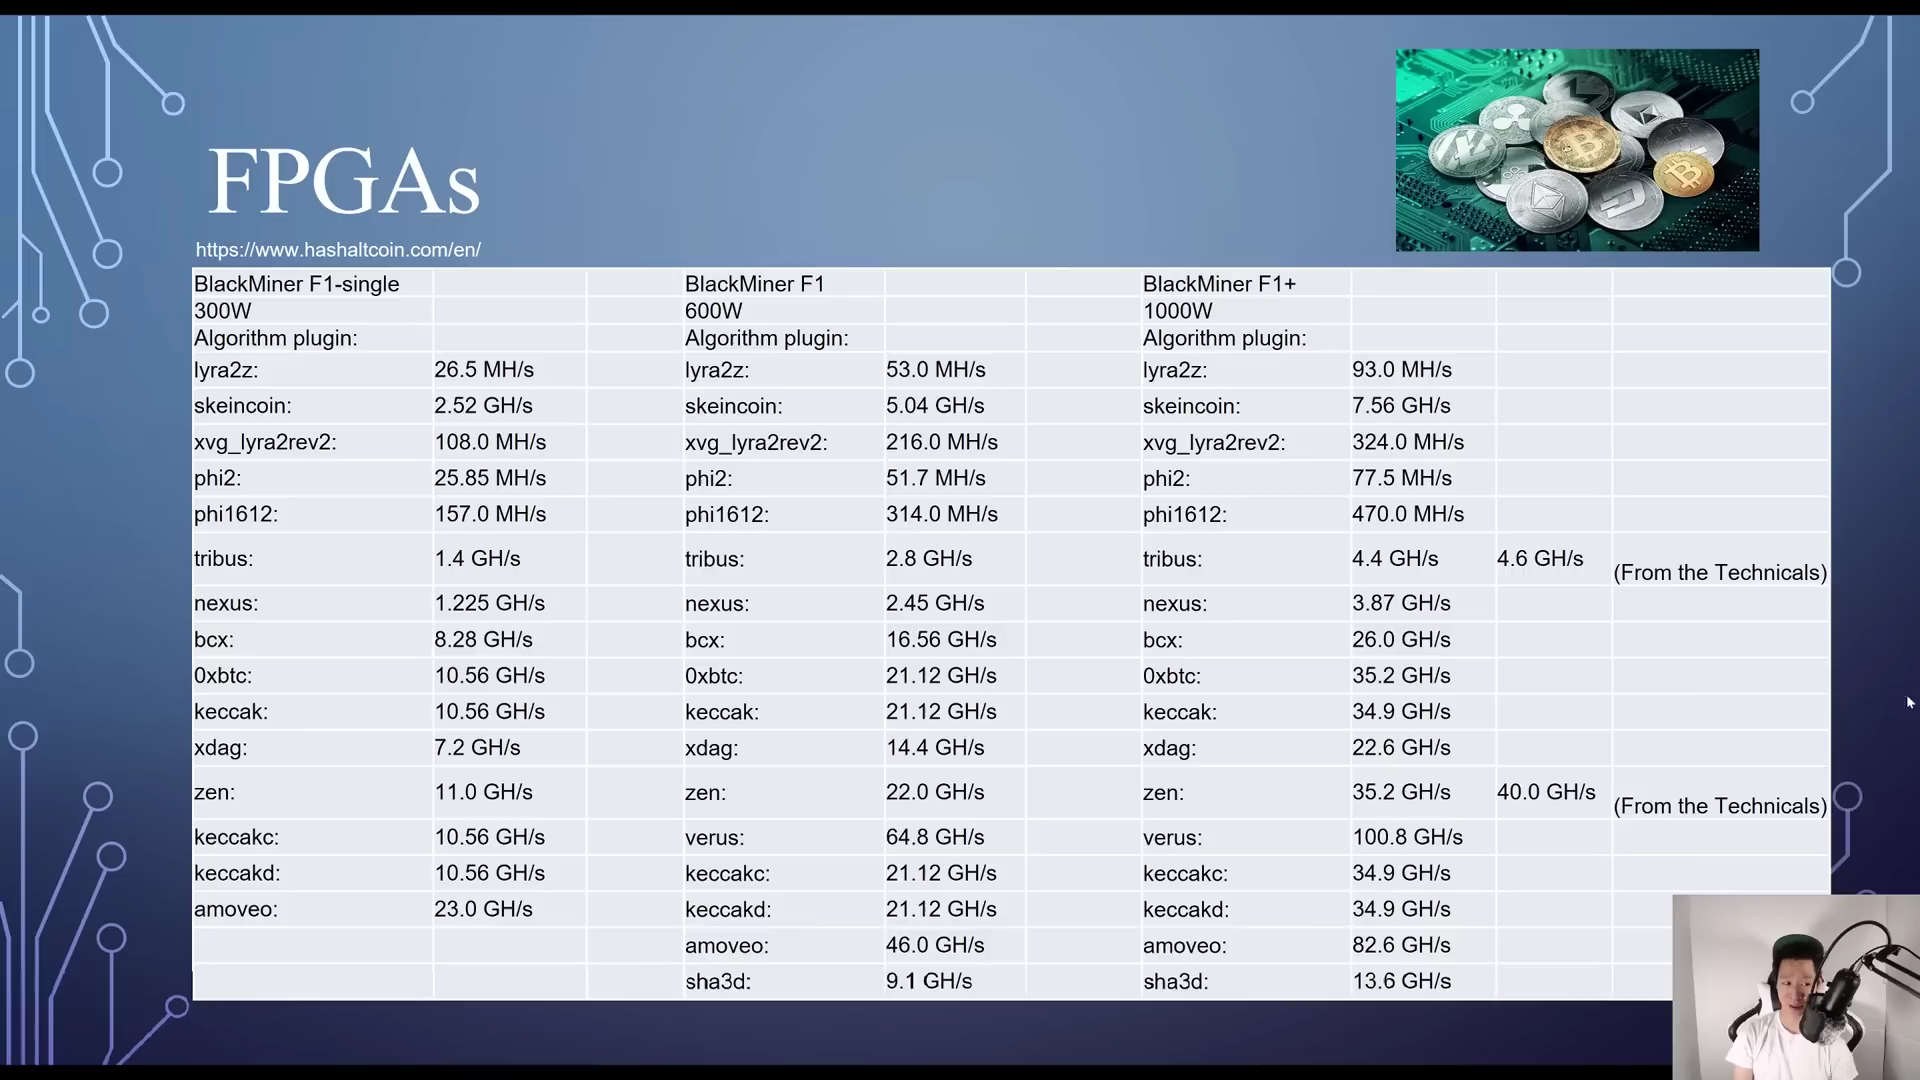 FPGAs
https://www.hashaltcoin.com/en/
BlackMiner F1-single BlackMiner F1 BlackMiner F1+
300W 600W 1000W
Algorithm plugin: Algorithm plugin: Algorithm plugin:
lyra2z: 26.5 MH/s lyra2z: 53.0 MH/s lyra2z: 93.0 MH/s
skeincoin: 2.52 GH/s skeincoin: 5.04 GH/s skeincoin: 7.56 GH/s
xvg_lyra2rev2: 108.0 MH/s xvg_lyra2rev2: 216.0 MH/s xvg_lyra2rev2: 324.0 MH/s
phi2: 25.85 MH/s phi2: 51.7 MH/s phi2: 77.5 MH/s
phi1612: 157.0 MH/s phi1612: 314.0 MH/s phi1612: 470.0 MH/s
tribus: 1.4 GH/s tribus: 2.8 GH/s tribus: 4.4 GH/s 4.6 GH/s (From the Technicals)
nexus: 1.225 GH/s nexus: 2.45 GH/s nexus: 3.87 GH/s
bcx: 8.28 GH/s bcx: 16.56 GH/s bcx: 26.0 GH/s
0xbtc: 10.56 GH/s 0xbtc: 21.12 GH/s 0xbtc: 35.2 GH/s
keccak: 10.56 GH/s keccak: 21.12 GH/s keccak: 34.9 GH/s
xdag: 7.2 GH/s xdag: 14.4 GH/s xdag: 22.6 GH/s
zen: 11.0 GH/s zen: 22.0 GH/s zen: 35.2 GH/s 40.0 GH/s (From the Technicals)
keccakc: 10.56 GH/s verus: 64.8 GH/s verus: 100.8 GH/s
keccakd: 10.56 GH/s keccakc: 21.12 GH/s keccakc: 34.9 GH/s
amoveo: 23.0 GH/s keccakd: 21.12 GH/s keccakd: 34.9 GH/s
amoveo: 46.0 GH/s amoveo: 82.6 GH/s
sha3d: 9.1 GH/s sha3d: 13.6 GH/s